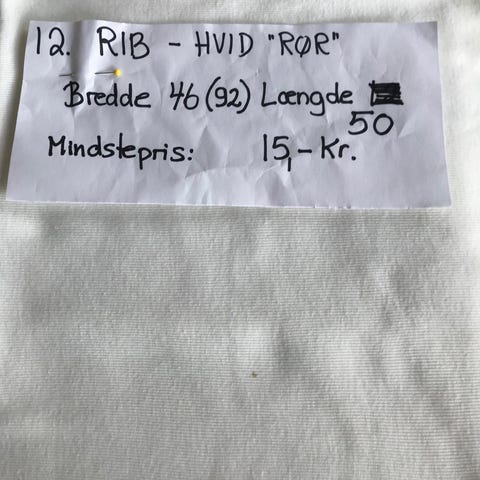 12. RIB - HVID "RØR"
Bredde 46 (92) Længde
50
Mindstepris: 15,- Kr.